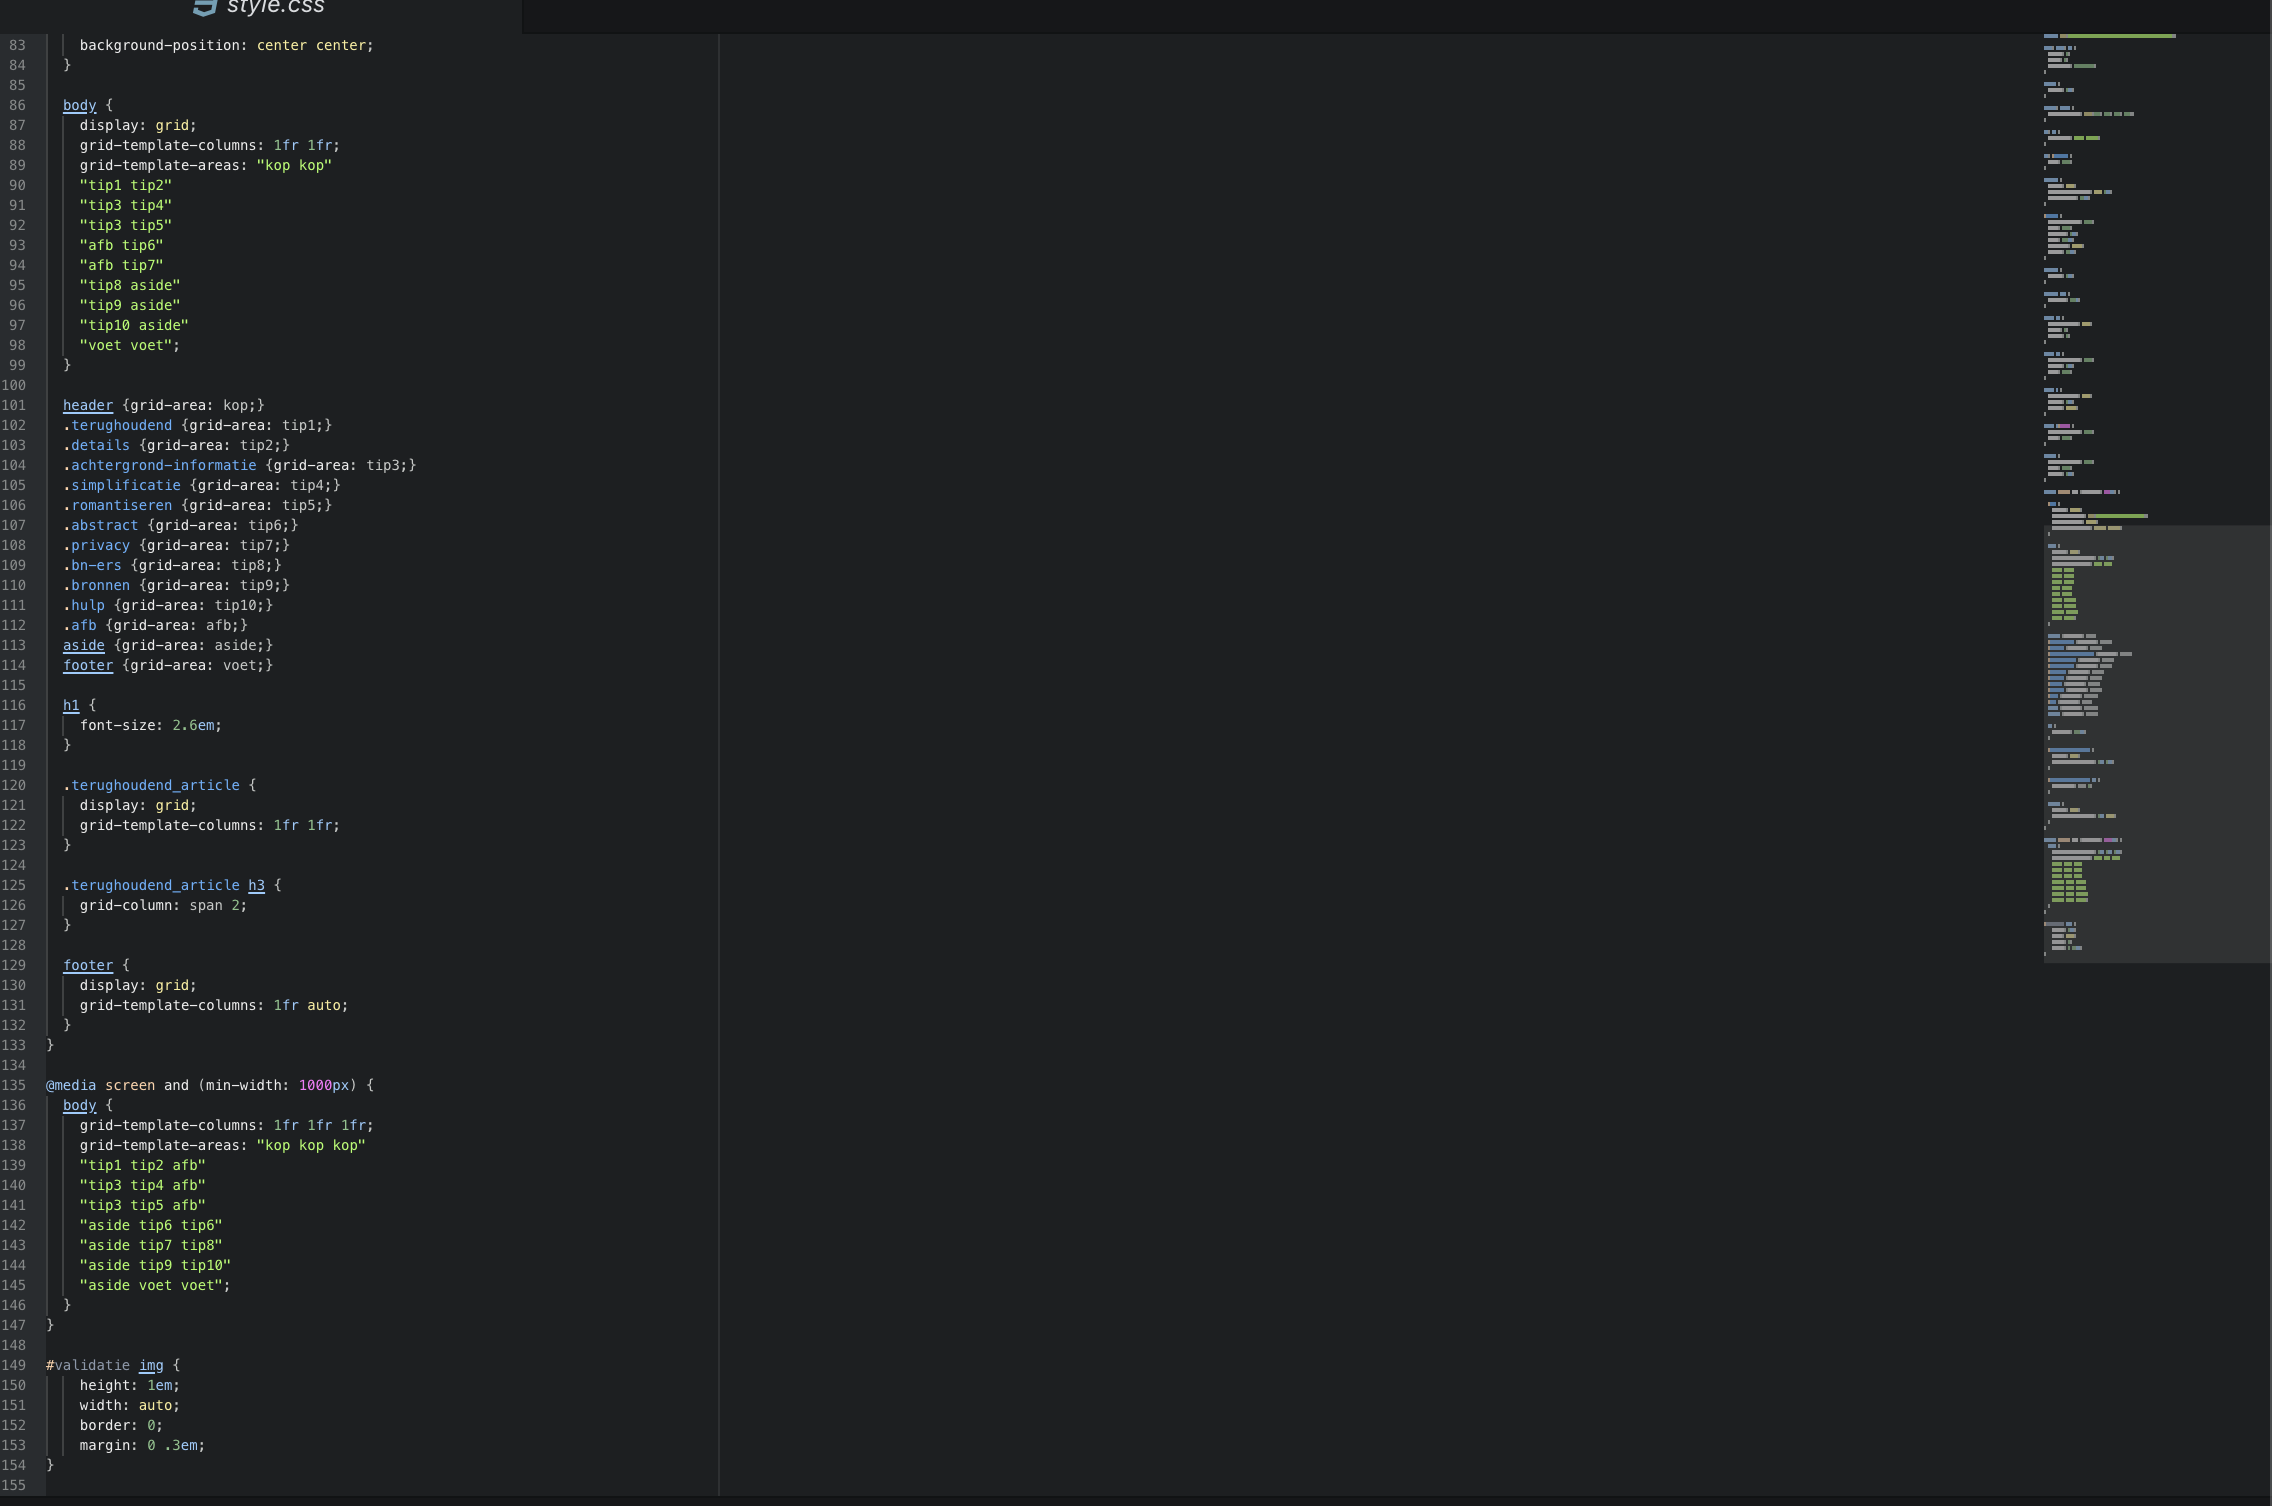 style.css
83 background-position: center center;
84 }
85
86 body {
87 display: grid;
88 grid-template-columns: 1fr 1fr;
89 grid-template-areas: "kop kop"
90 "tip1 tip2"
91 "tip3 tip4"
92 "tip3 tip5"
93 "afb tip6"
94 "afb tip7"
95 "tip8 aside"
96 "tip9 aside"
97 "tip10 aside"
98 "voet voet";
99 }
100
101 header {grid-area: kop;}
102 .terughoudend {grid-area: tip1;}
103 .details {grid-area: tip2;}
104 .achtergrond-informatie {grid-area: tip3;}
105 .simplificatie {grid-area: tip4;}
106 .romantiseren {grid-area: tip5;}
107 .abstract {grid-area: tip6;}
108 .privacy {grid-area: tip7;}
109 .bn-ers {grid-area: tip8;}
110 .bronnen {grid-area: tip9;}
111 .hulp {grid-area: tip10;}
112 .afb {grid-area: afb;}
113 aside {grid-area: aside;}
114 footer {grid-area: voet;}
115
116 h1 {
117 font-size: 2.6em;
118 }
119
120 .terughoudend_article {
121 display: grid;
122 grid-template-columns: 1fr 1fr;
123 }
124
125 .terughoudend_article h3 {
126 grid-column: span 2;
127 }
128
129 footer {
130 display: grid;
131 grid-template-columns: 1fr auto;
132 }
133 }
134
135 @media screen and (min-width: 1000px) {
136 body {
137 grid-template-columns: 1fr 1fr 1fr;
138 grid-template-areas: "kop kop kop"
139 "tip1 tip2 afb"
140 "tip3 tip4 afb"
141 "tip3 tip5 afb"
142 "aside tip6 tip6"
143 "aside tip7 tip8"
144 "aside tip9 tip10"
145 "aside voet voet";
146 }
147 }
148
149 #validatie img {
150 height: 1em;
151 width: auto;
152 border: 0;
153 margin: 0 .3em;
154 }
155